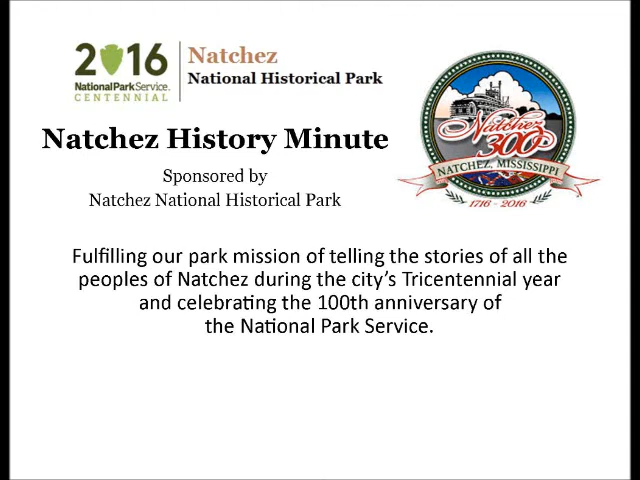 2016
National Park Service
CENTENNIAL
Natchez
National Historical Park
Natchez History Minute
Sponsored by
Natchez National Historical Park
Natchez
300
NATCHEZ, MISSISSIPPI
1716 - 2016
Fulfilling our park mission of telling the stories of all the
peoples of Natchez during the city's Tricentennial year
and celebrating the 100th anniversary of
the National Park Service.